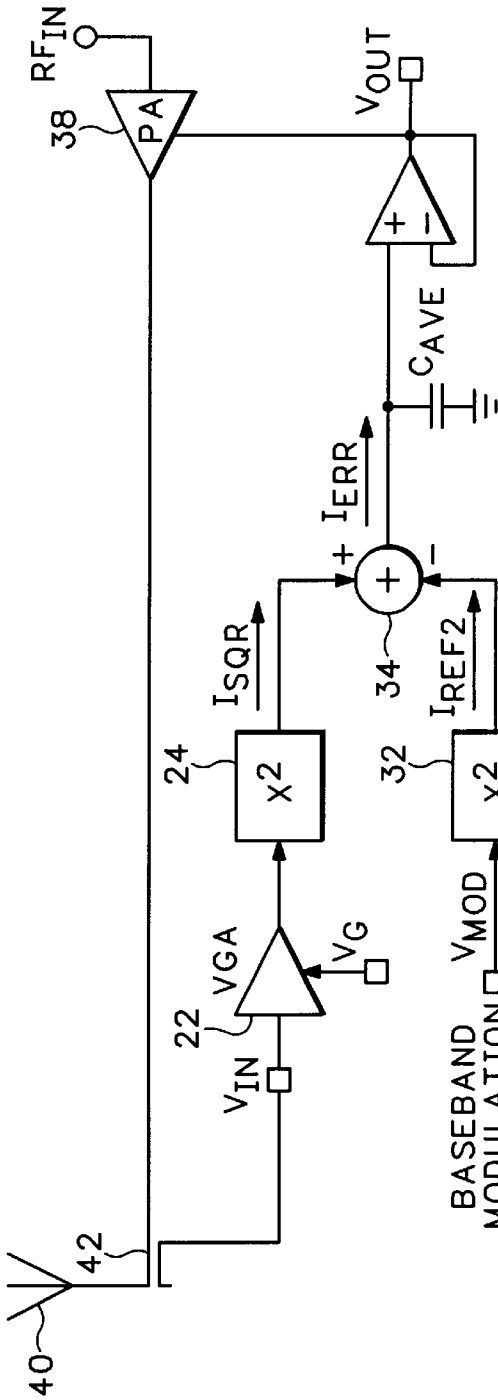 40
42
38
PA
RF_IN
V_IN
22
VGA
V_G
24
X²
I_SQR
+
+
-
34
I_ERR
C_AVE
+
-
V_OUT
BASEBAND
MODULATION
V_MOD
32
X²
I_REF2